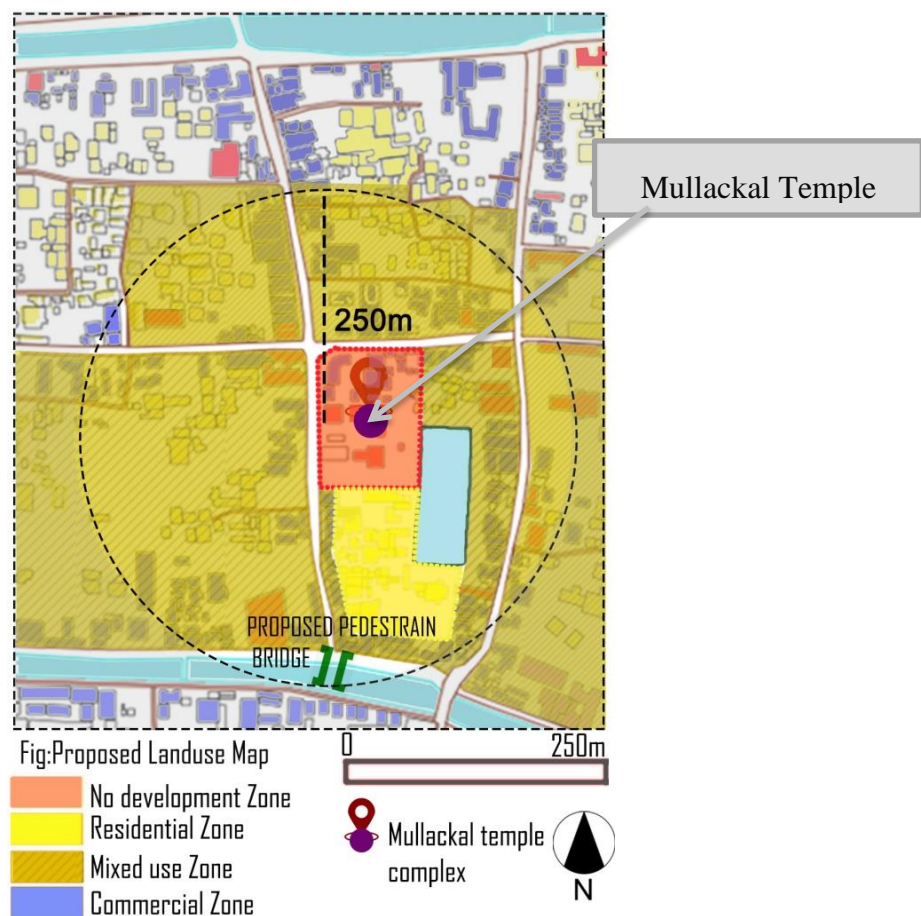 Mullackal Temple
250m
PROPOSED PEDESTRAIN
BRIDGE
Fig:Proposed Landuse Map
0 250m
No development Zone
Residential Zone
Mixed use Zone
Commercial Zone
Mullackal temple
complex
N